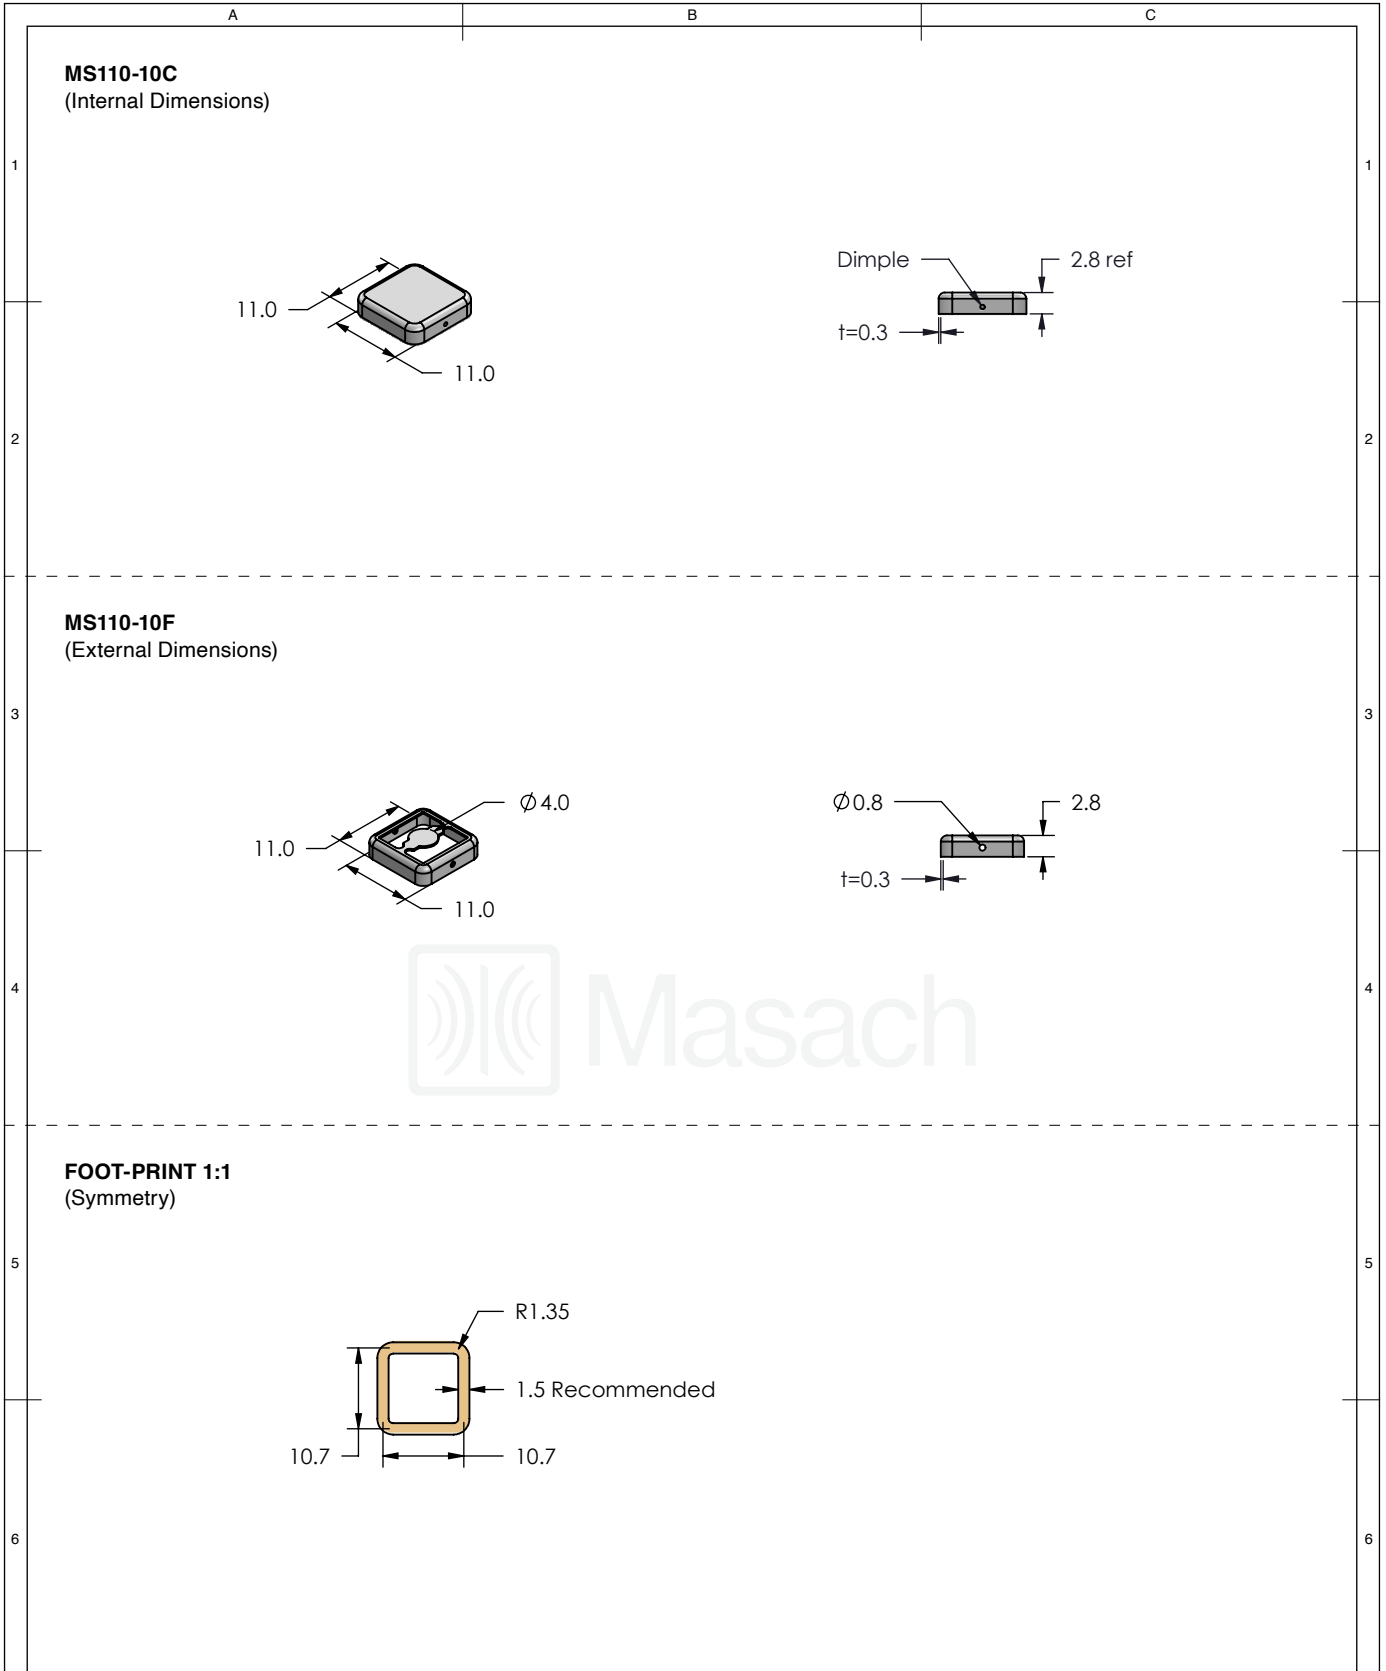 A B C
MS110-10C
(Internal Dimensions)
1 1
Dimple 2.8 ref
11.0
t=0.3
11.0
2 2
MS110-10F
(External Dimensions)
3 3
Ø4.0 Ø0.8 2.8
11.0
t=0.3
11.0
4 4
Masach
FOOT-PRINT 1:1
(Symmetry)
5 5
R1.35
1.5 Recommended
10.7 10.7
6 6